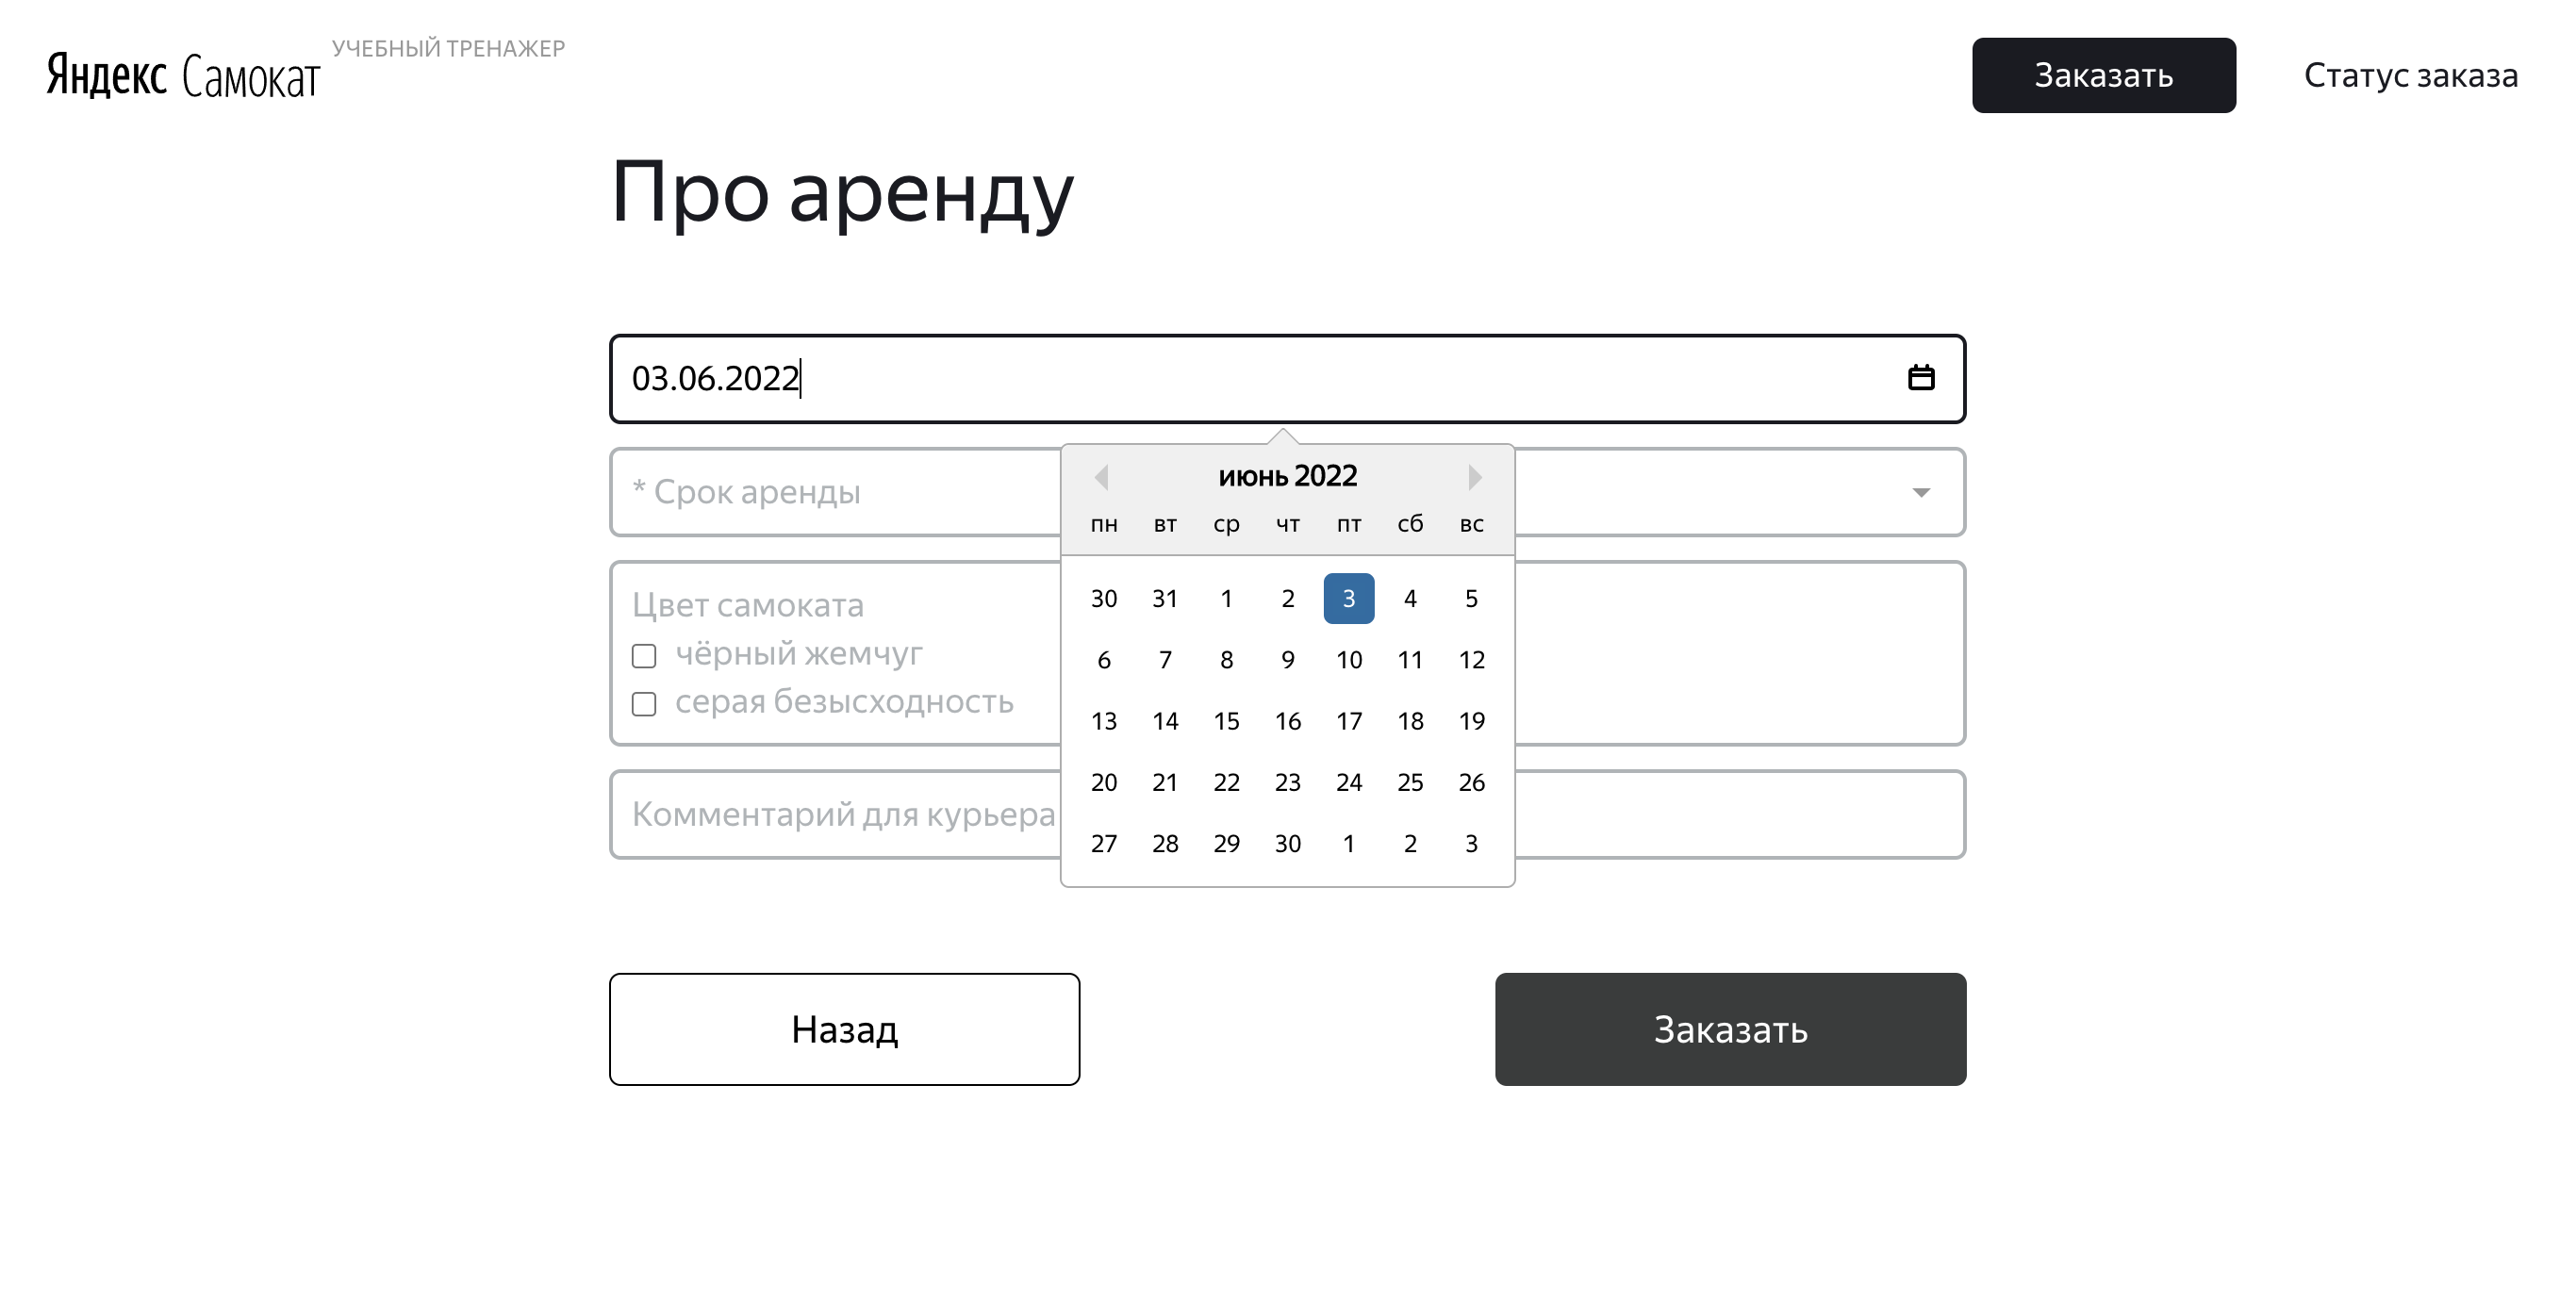 Яндекс Самокат
УЧЕБНЫЙ ТРЕНАЖЕР
Заказать
Статус заказа
Про аренду
03.06.2022
* Срок аренды
Цвет самоката
чёрный жемчуг
серая безысходность
Комментарий для курьера
июнь 2022
пн вт ср чт пт сб вс
30 31 1 2 3 4 5
6 7 8 9 10 11 12
13 14 15 16 17 18 19
20 21 22 23 24 25 26
27 28 29 30 1 2 3
Назад
Заказать